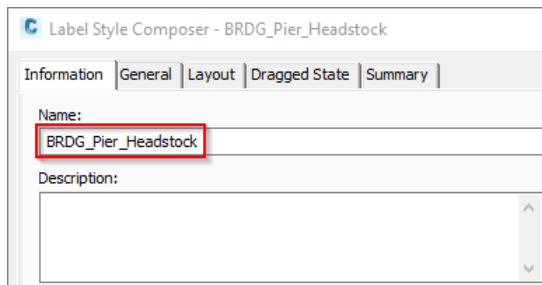 Label Style Composer - BRDG_Pier_Headstock
Information General Layout Dragged State Summary
Name:
BRDG_Pier_Headstock
Description: